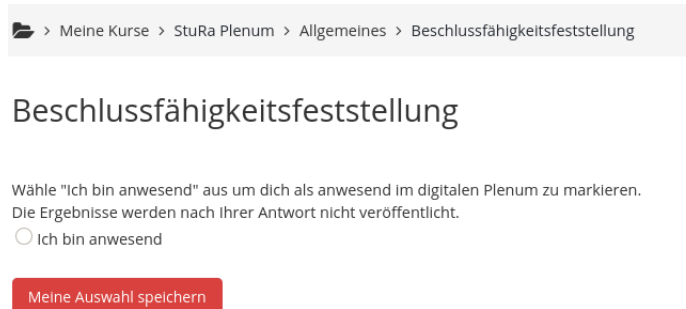 > Meine Kurse > StuRa Plenum > Allgemeines > Beschlussfähigkeitsfeststellung
Beschlussfähigkeitsfeststellung
Wähle "Ich bin anwesend" aus um dich als anwesend im digitalen Plenum zu markieren.
Die Ergebnisse werden nach Ihrer Antwort nicht veröffentlicht.
Ich bin anwesend
Meine Auswahl speichern